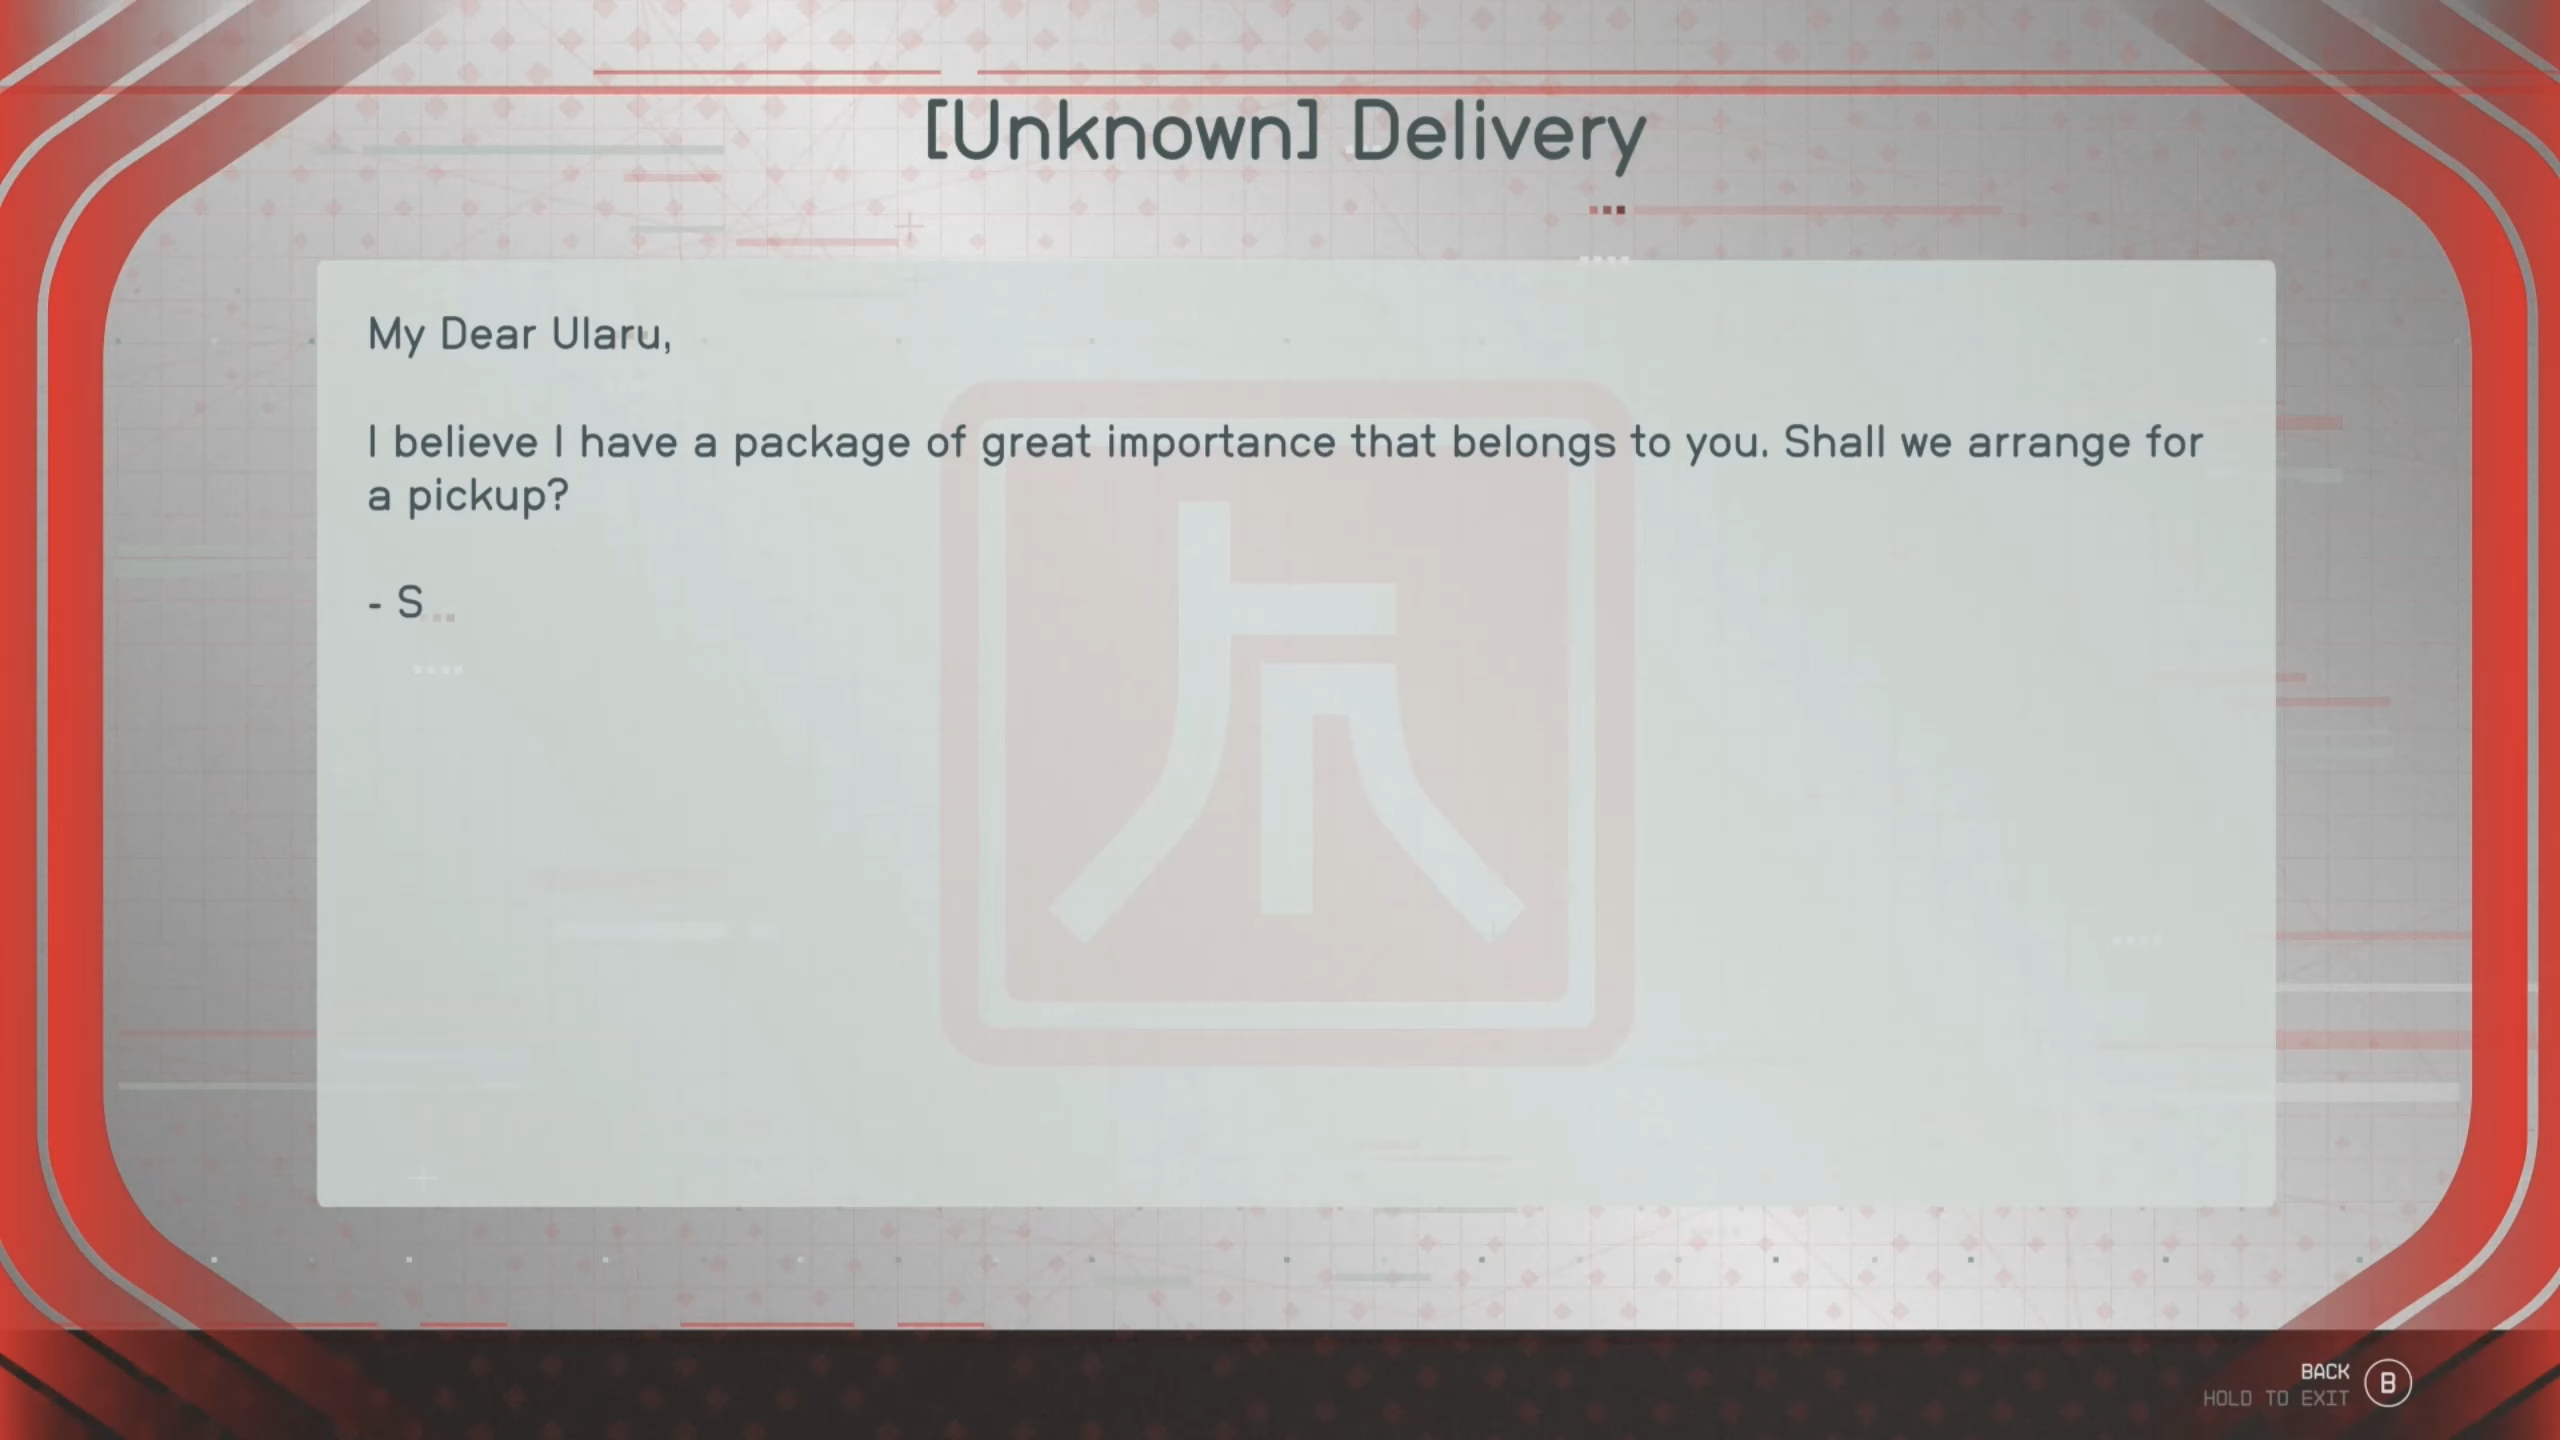 [Unknown] Delivery
My Dear Ularu,
I believe I have a package of great importance that belongs to you. Shall we arrange for
a pickup?
- S
BACK
HOLD TO EXIT
B